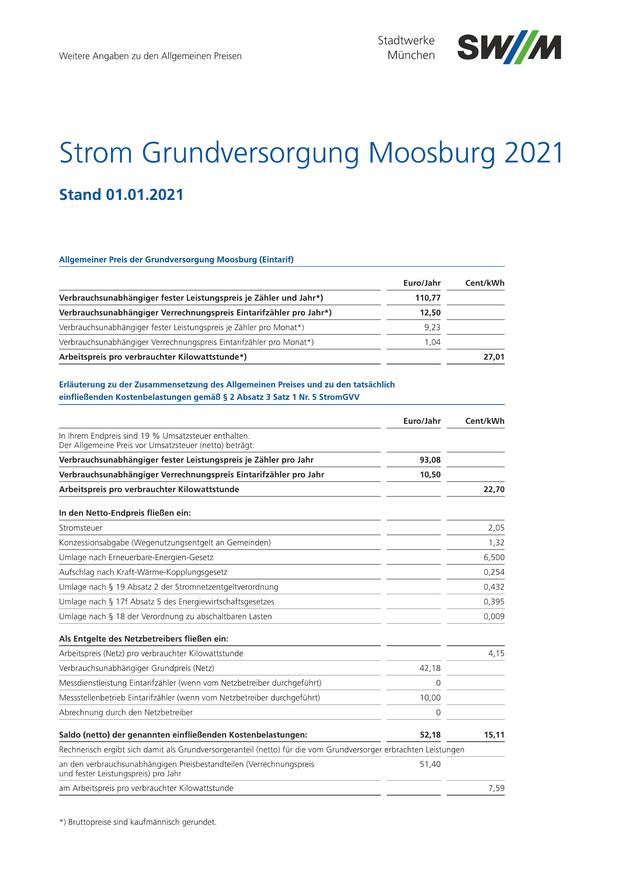 Weitere Angaben zu den Allgemeinen Preisen
Stadtwerke
München
SWM
Strom Grundversorgung Moosburg 2021
Stand 01.01.2021
Allgemeiner Preis der Grundversorgung Moosburg (Eintarif)
Euro/Jahr Cent/kWh
Verbrauchsunabhängiger fester Leistungspreis je Zähler und Jahr*) 110,77
Verbrauchsunabhängiger Verrechnungspreis Eintarifzähler pro Jahr*) 12,50
Verbrauchsunabhängiger fester Leistungspreis je Zähler pro Monat*) 9,23
Verbrauchsunabhängiger Verrechnungspreis Eintarifzähler pro Monat*) 1,04
Arbeitspreis pro verbrauchter Kilowattstunde*) 27,01
Erläuterung zu der Zusammensetzung des Allgemeinen Preises und zu den tatsächlich
einfließenden Kostenbelastungen gemäß § 2 Absatz 3 Satz 1 Nr. 5 StromGVV
Euro/Jahr Cent/kWh
In Ihrem Endpreis sind 19 % Umsatzsteuer enthalten.
Der Allgemeine Preis vor Umsatzsteuer (netto) beträgt:
Verbrauchsunabhängiger fester Leistungspreis je Zähler pro Jahr 93,08
Verbrauchsunabhängiger Verrechnungspreis Eintarifzähler pro Jahr 10,50
Arbeitspreis pro verbrauchter Kilowattstunde 22,70
In den Netto-Endpreis fließen ein:
Stromsteuer 2,05
Konzessionsabgabe (Wegenutzungsentgelt an Gemeinden) 1,32
Umlage nach Erneuerbare-Energien-Gesetz 6,500
Aufschlag nach Kraft-Wärme-Kopplungsgesetz 0,254
Umlage nach § 19 Absatz 2 der Stromnetzentgeltverordnung 0,432
Umlage nach § 17f Absatz 5 des Energiewirtschaftsgesetzes 0,395
Umlage nach § 18 der Verordnung zu abschaltbaren Lasten 0,009
Als Entgelte des Netzbetreibers fließen ein:
Arbeitspreis (Netz) pro verbrauchter Kilowattstunde 4,15
Verbrauchsunabhängiger Grundpreis (Netz) 42,18
Messdienstleistung Eintarifzähler (wenn vom Netzbetreiber durchgeführt) 0
Messstellenbetrieb Eintarifzähler (wenn vom Netzbetreiber durchgeführt) 10,00
Abrechnung durch den Netzbetreiber 0
Saldo (netto) der genannten einfließenden Kostenbelastungen: 52,18 15,11
Rechnerisch ergibt sich damit als Grundversorgeranteil (netto) für die vom Grundversorger erbrachten Leistungen
an den verbrauchsunabhängigen Preisbestandteilen (Verrechnungspreis 51,40
und fester Leistungspreis) pro Jahr
am Arbeitspreis pro verbrauchter Kilowattstunde 7,59
*) Bruttopreise sind kaufmännisch gerundet.